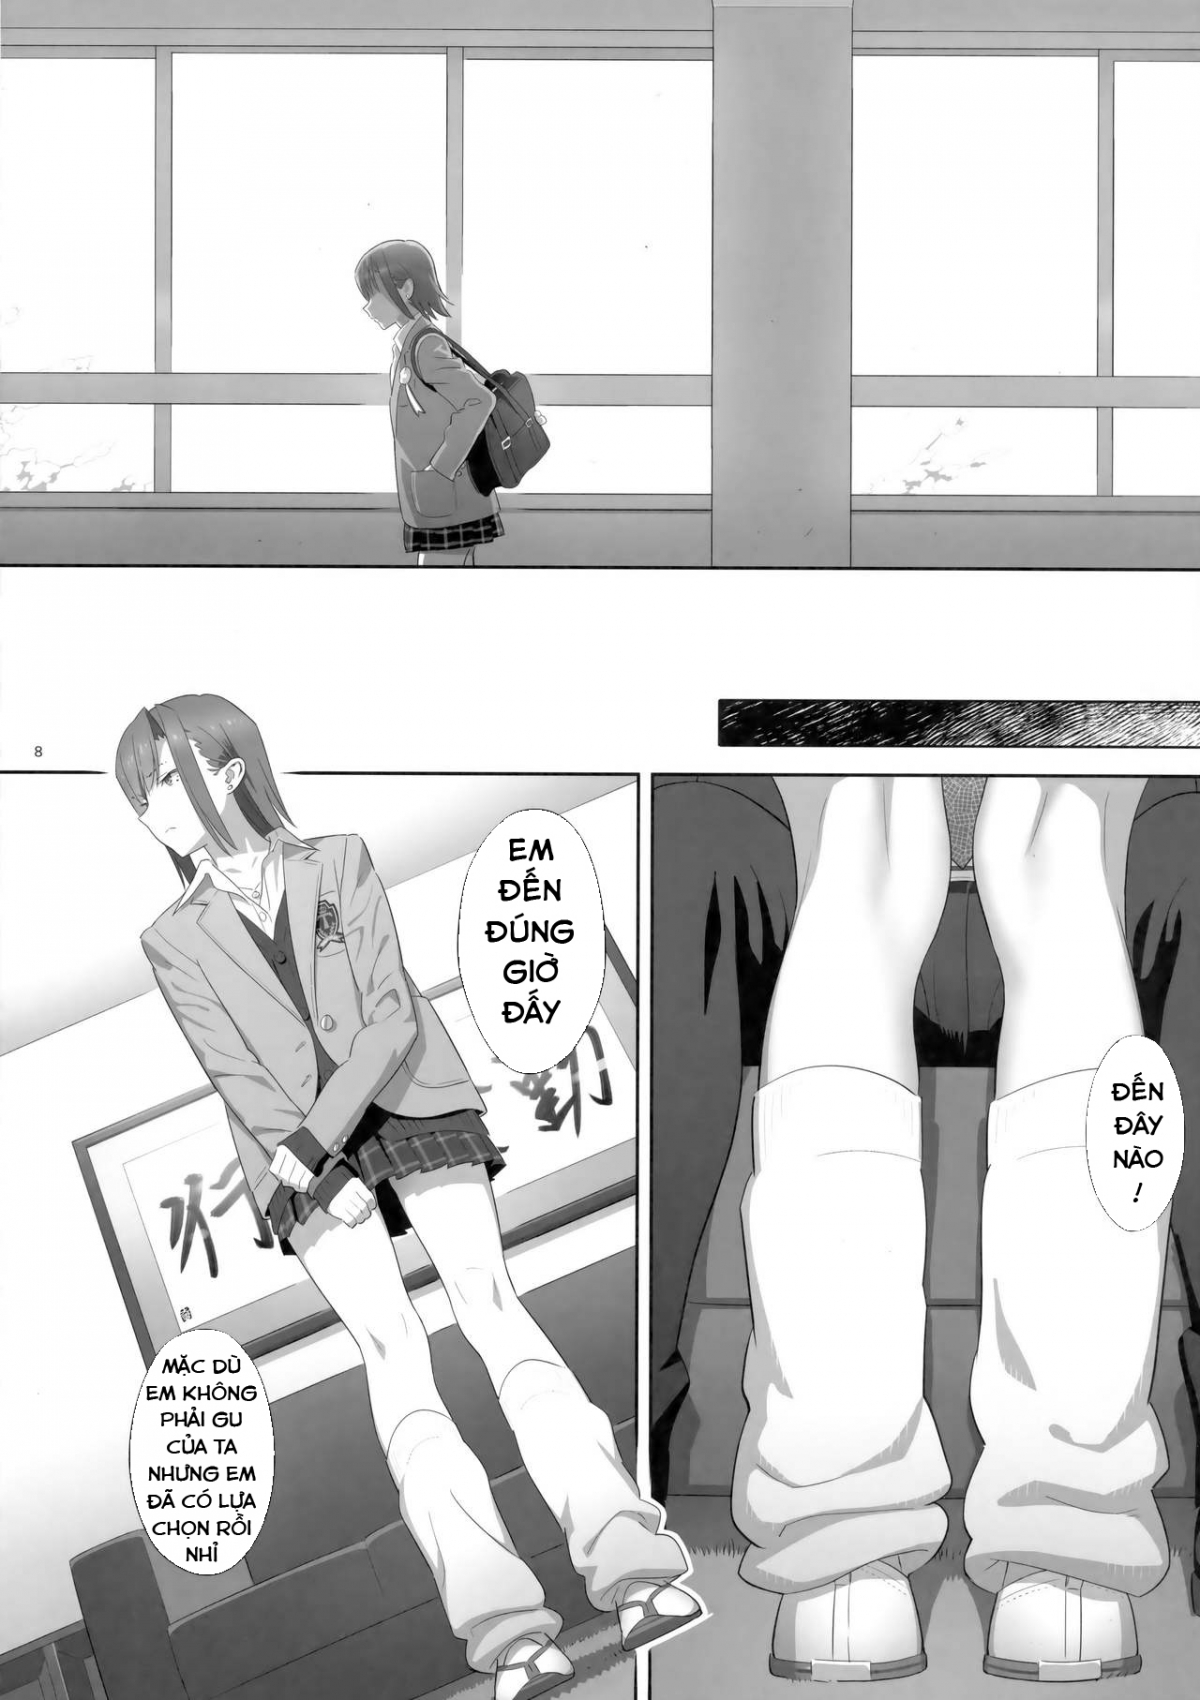 8
EM
ĐẾN
ĐÚNG
GIỜ
ĐẤY
MẶC DÙ
EM KHÔNG
PHẢI GU
CỦA TA
NHƯNG EM
ĐÃ CÓ LỰA
CHỌN RỒI
NHỈ
ĐẾN
ĐÂY
NÀO
!